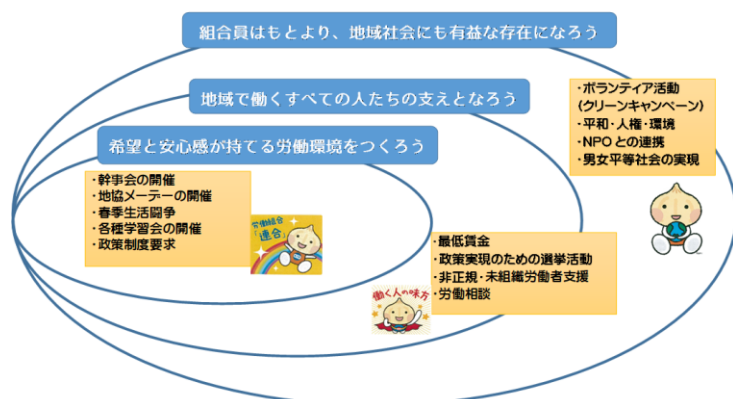 組合員はもとより、地域社会にも有益な存在になろう
地域で働くすべての人たちの支えとなろう
希望と安心感が持てる労働環境をつくろう
・ボランティア活動
(クリーンキャンペーン)
・平和・人権・環境
・NPOとの連携
・男女平等社会の実現
・幹事会の開催
・地協メーデーの開催
・春季生活闘争
・各種学習会の開催
・政策制度要求
労働組合
「連合」
・最低賃金
・政策実現のための選挙活動
・非正規・未組織労働者支援
・労働相談
働く人の味方